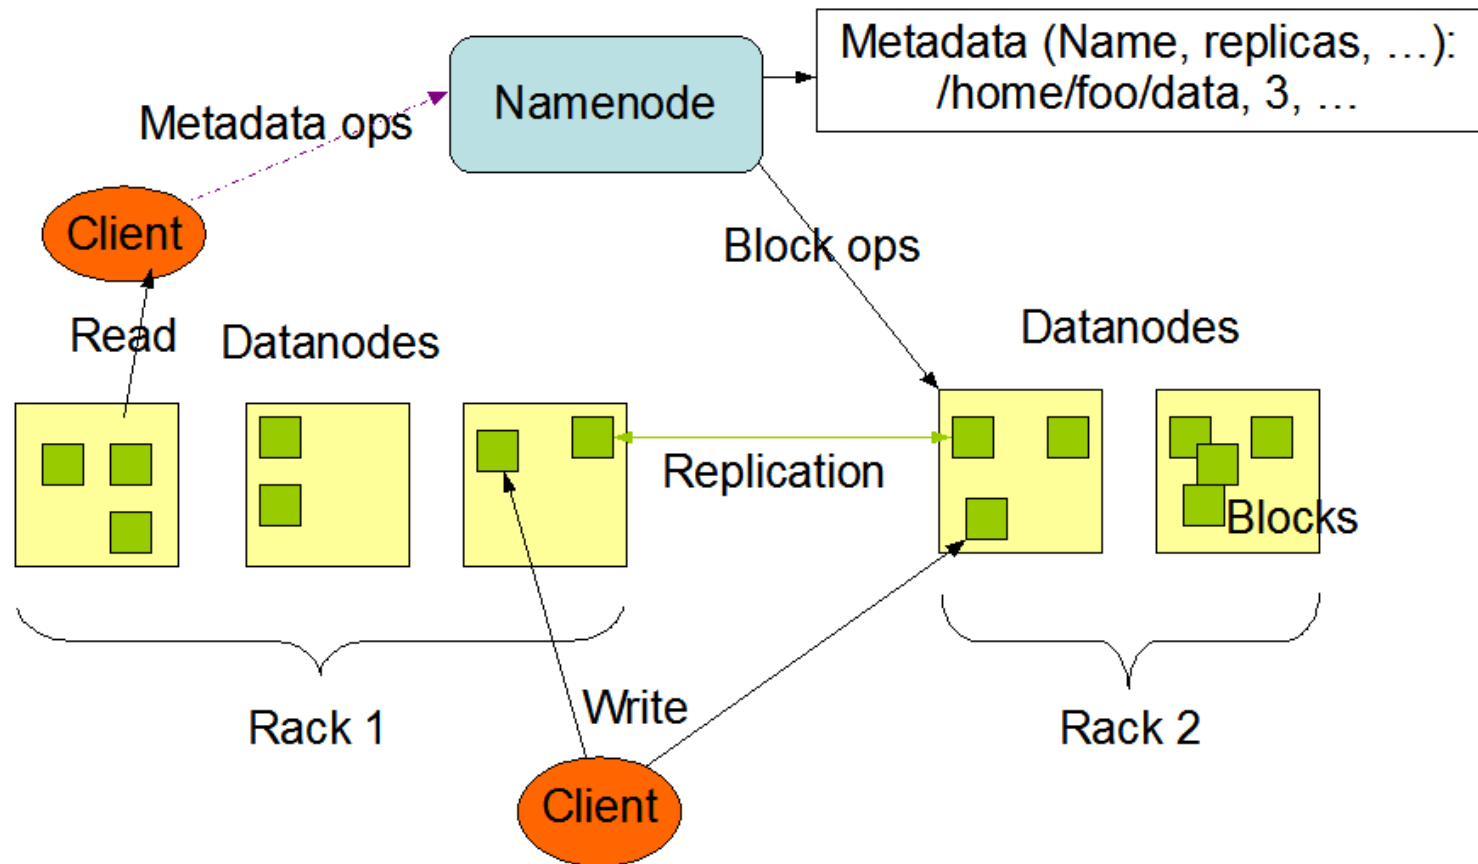 Metadata (Name, replicas, …):
/home/foo/data, 3, …
Namenode
Metadata ops
Client
Block ops
Read
Datanodes
Datanodes
Replication
Blocks
Rack 1
Write
Rack 2
Client